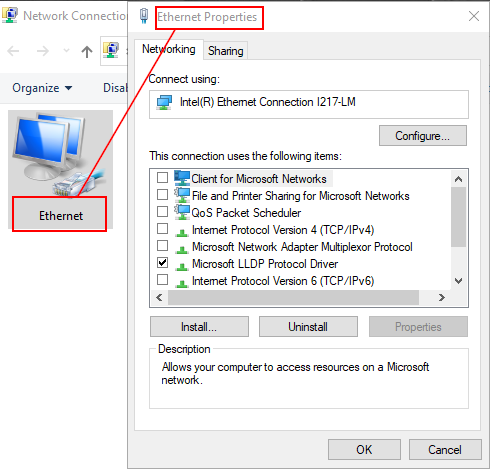 Network Connection
Organize
Disab
Ethernet
Ethernet Properties
Networking
Sharing
Connect using:
Intel(R) Ethernet Connection I217-LM
Configure...
This connection uses the following items:
Client for Microsoft Networks
File and Printer Sharing for Microsoft Networks
QoS Packet Scheduler
Internet Protocol Version 4 (TCP/IPv4)
Microsoft Network Adapter Multiplexor Protocol
Microsoft LLDP Protocol Driver
Internet Protocol Version 6 (TCP/IPv6)
Install...
Uninstall
Properties
Description
Allows your computer to access resources on a Microsoft
network.
OK
Cancel